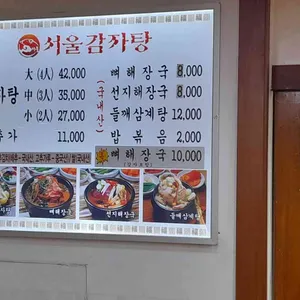 서울감자탕
大 (4人) 42,000
자탕 中 (3人) 35,000
小 (2人) 27,000
가 11,000
(국내산)
뼈해장국 8,000
선지해장국 8,000
들깨삼계탕 12,000
밥볶음 2,000
뼈해장국 10,000
뼈해장국
선지해장국
들깨삼계탕